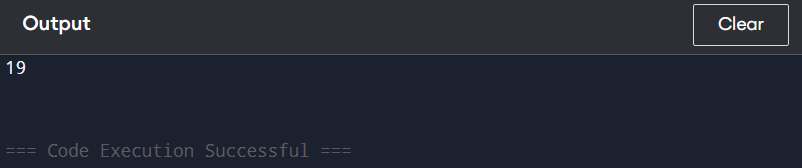 Output
Clear
19
=== Code Execution Successful ===